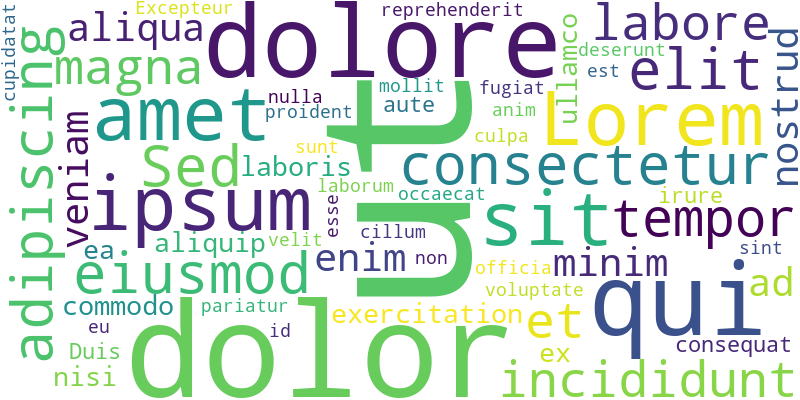 cupidatat
Excepteur
aliqua
dolore
reprehenderit
labore
adipiscing
magna
ullamco
deserunt
elit
est
nostrud
amet
nulla
proident
mollit
aute
fugiat
anim
Lorem
veniam
Sed
laboris
sunt
ut
culpa
consectetur
ipsum
laborum
occaecat
sit
irure
tempor
ea
aliquip
velit
esse
cillum
enim
non
sint
eiusmod
officia
minim
qui
ad
commodo
pariatur
dolor
voluptate
exercitation
et
eu
id
consequat
Duis
ex
nisi
incididunt